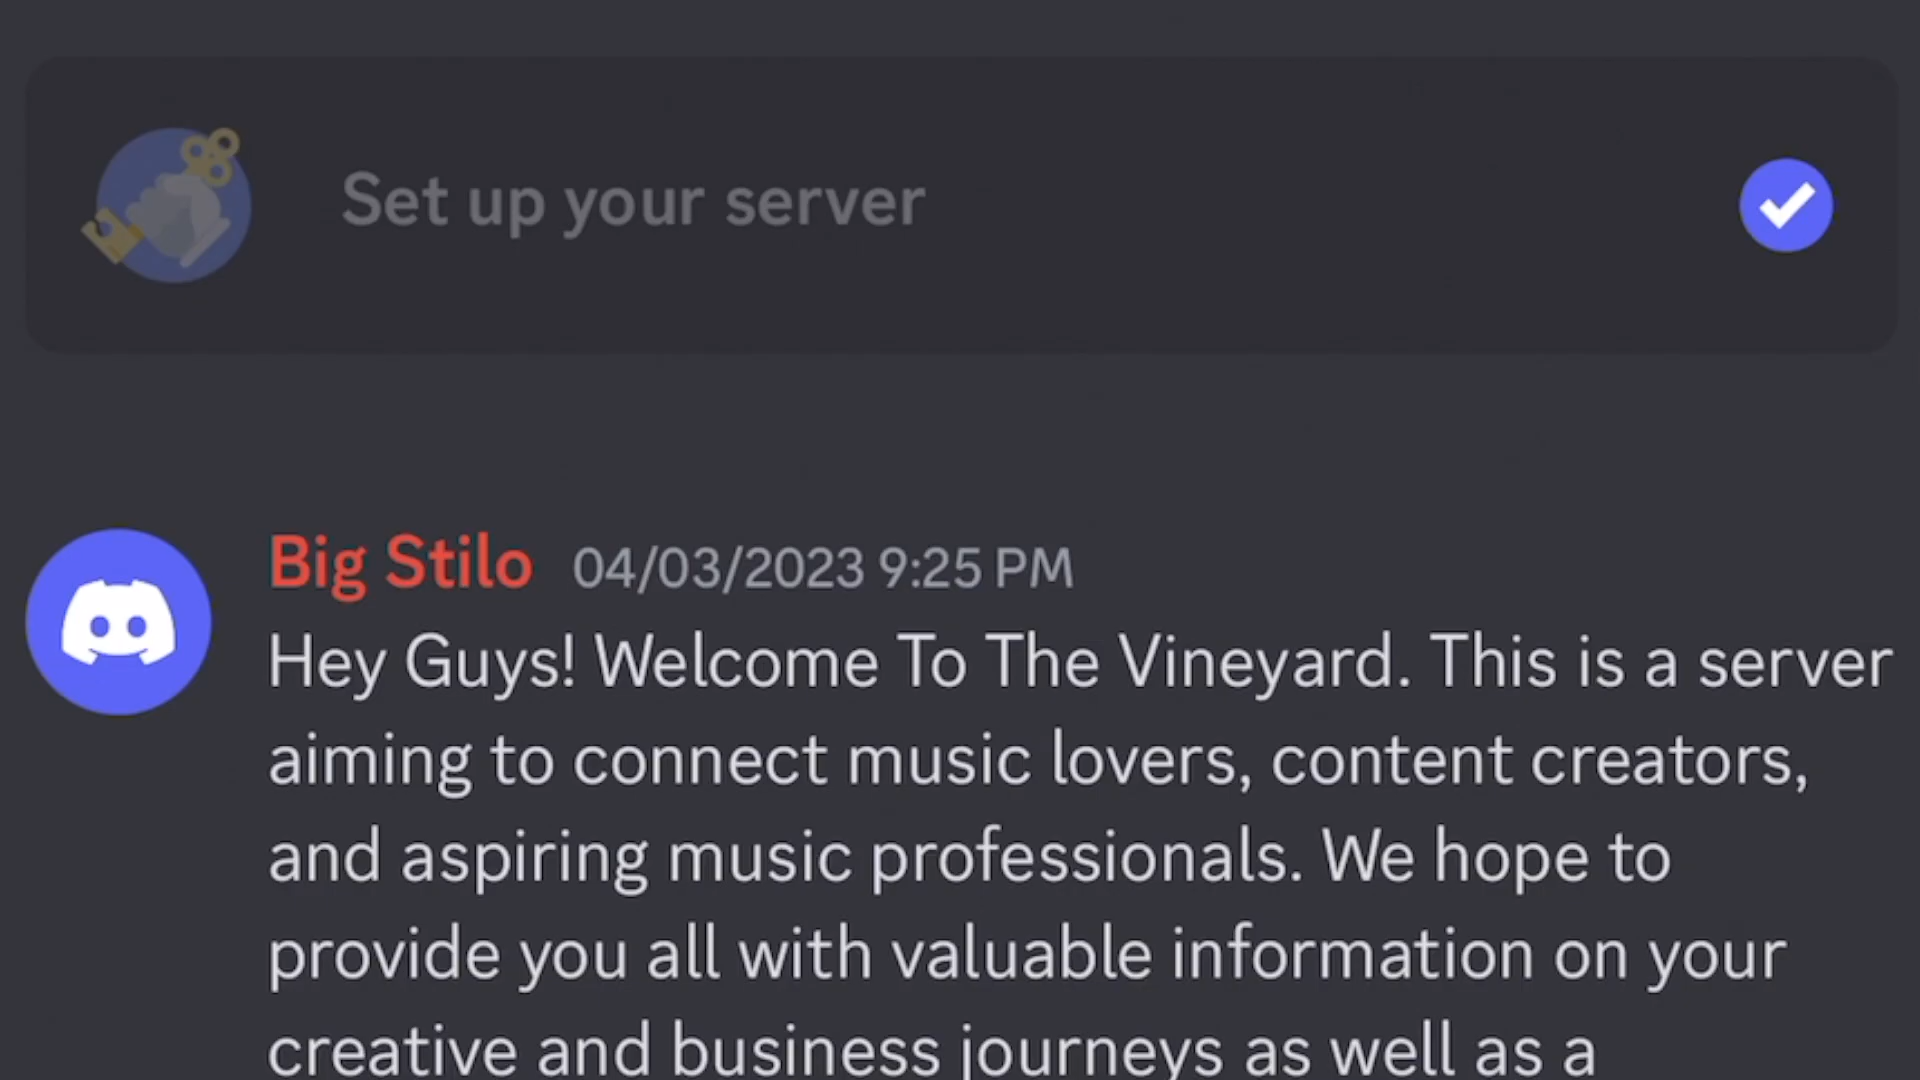 Set up your server
Big Stilo 04/03/2023 9:25 PM
Hey Guys! Welcome To The Vineyard. This is a server
aiming to connect music lovers, content creators,
and aspiring music professionals. We hope to
provide you all with valuable information on your
creative and business journeys as well as a